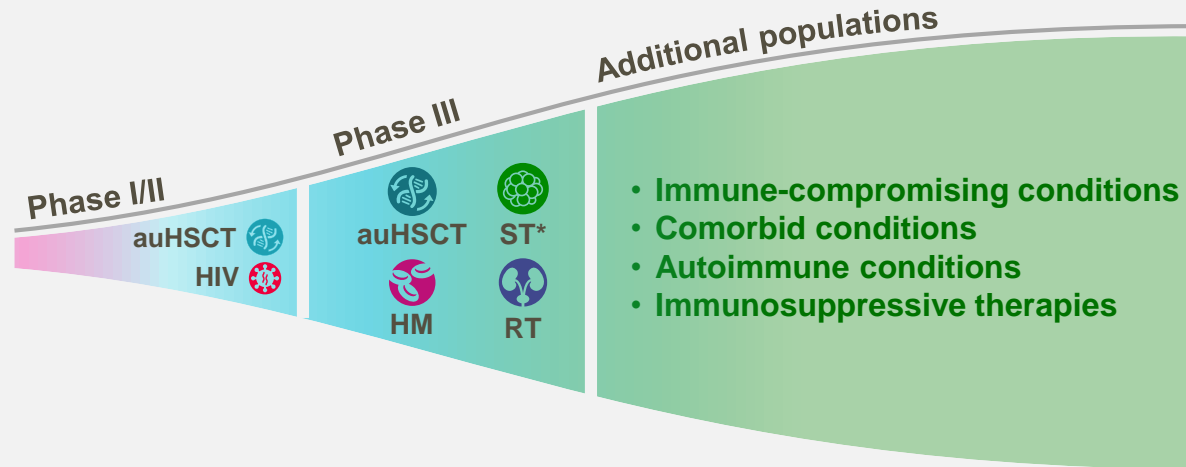 Phase I/II
auHSCT
HIV
Phase III
auHSCT ST*
HM RT
Additional populations
• Immune-compromising conditions
• Comorbid conditions
• Autoimmune conditions
• Immunosuppressive therapies